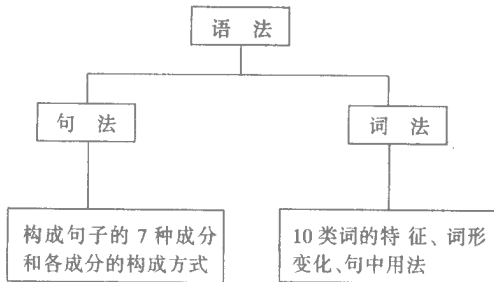 语 法
句 法
词 法
构成句子的 7 种成分
和各成分的构成方式
10 类词的特 征、词形
变化、句中用法